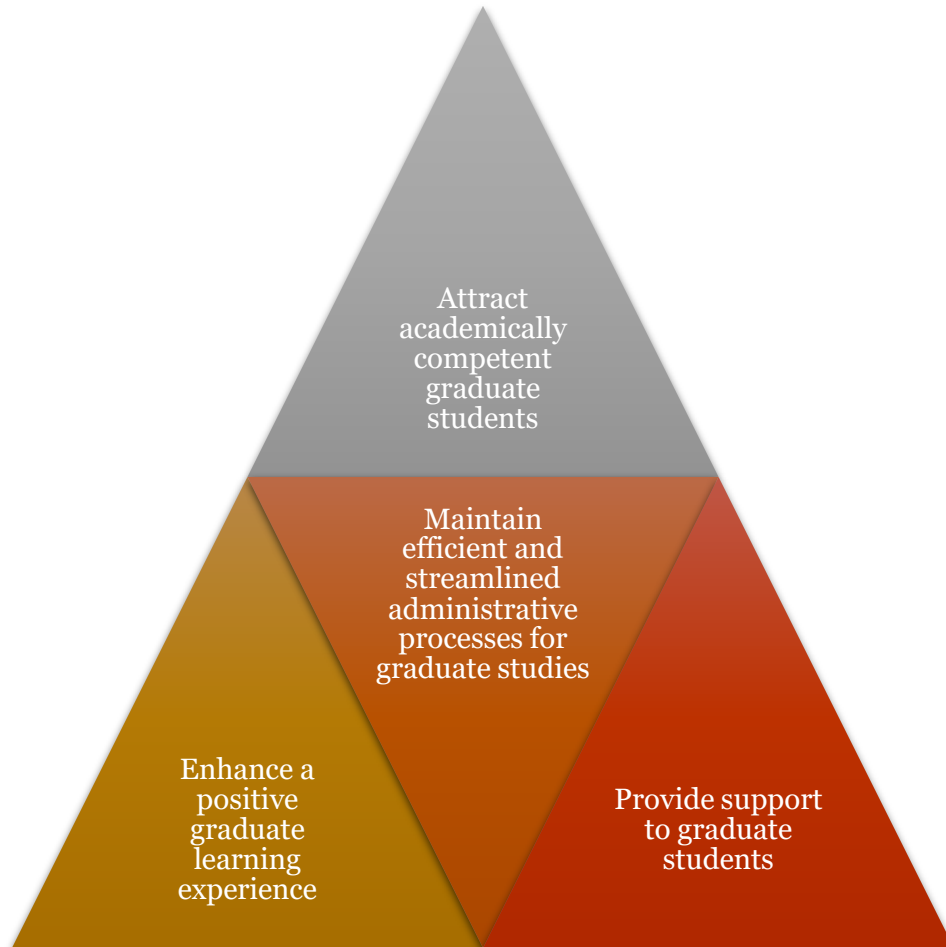 Attract
academically
competent
graduate
students
Maintain
efficient and
streamlined
administrative
processes for
graduate studies
Enhance a
positive
graduate
learning
experience
Provide support
to graduate
students